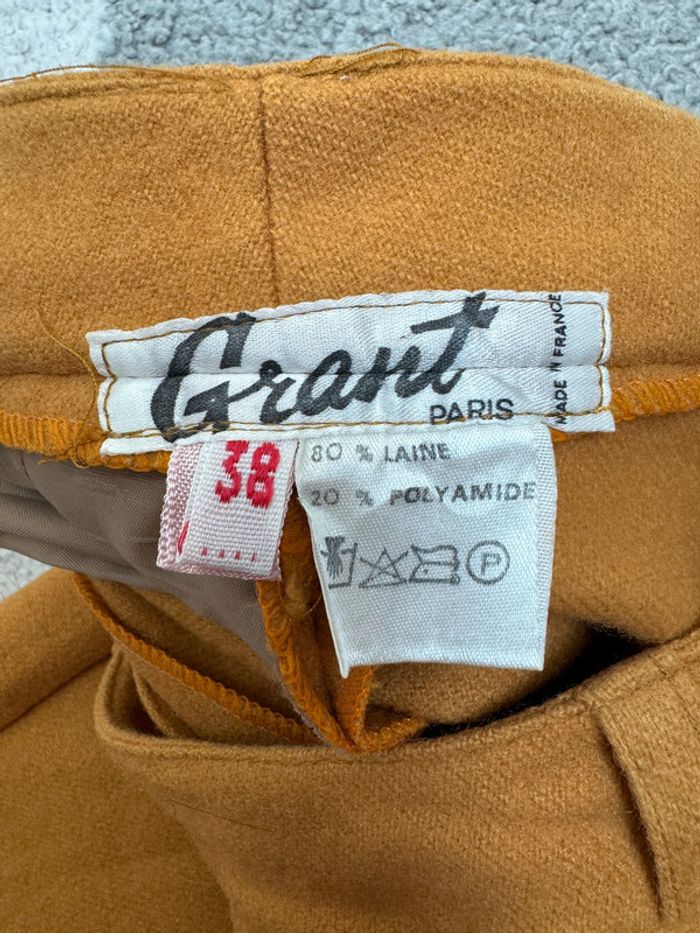 Grant
PARIS
MADE IN FRANCE
38
80 % LAINE
20 % POLYAMIDE
P